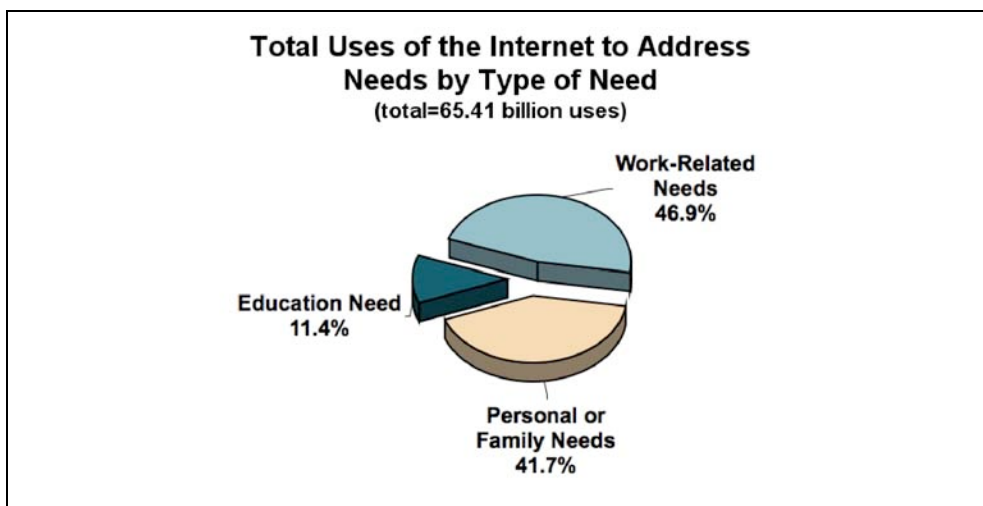 Total Uses of the Internet to Address
Needs by Type of Need
(total=65.41 billion uses)
Work-Related
Needs
46.9%
Education Need
11.4%
Personal or
Family Needs
41.7%